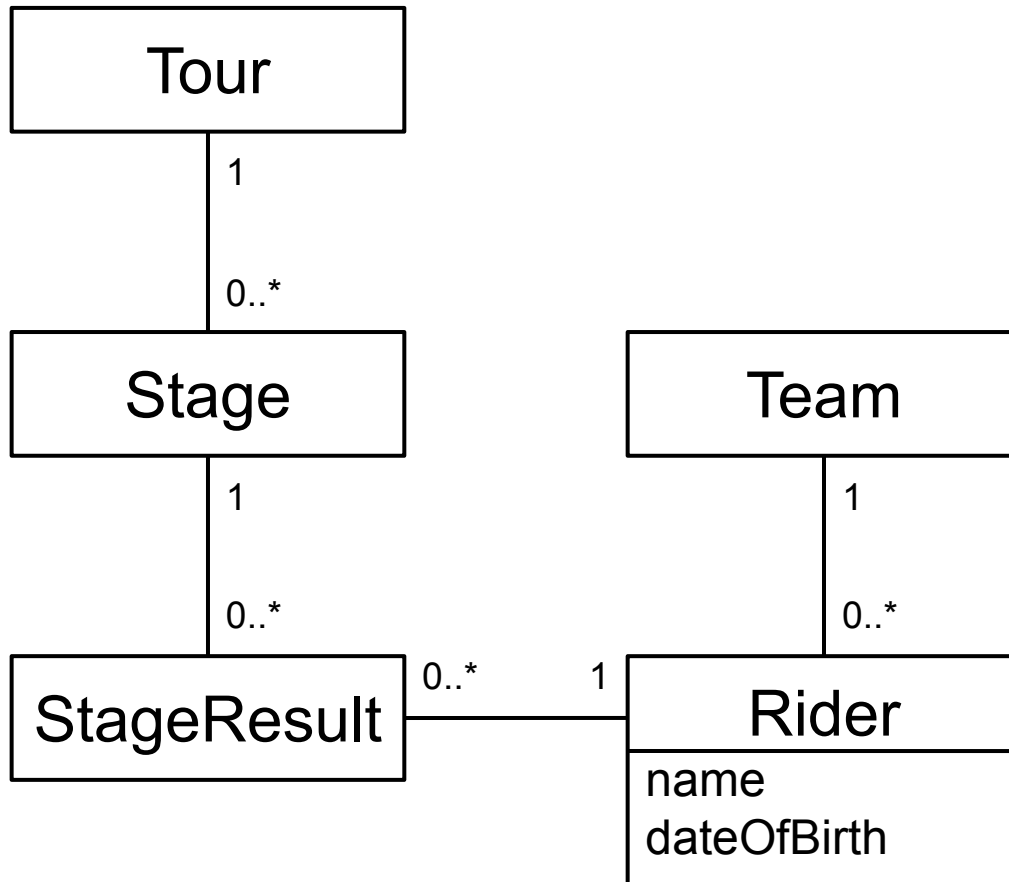 Tour
1
0..*
Stage
Team
1
1
0..*
0..*
StageResult
0..*
1
Rider
name
dateOfBirth